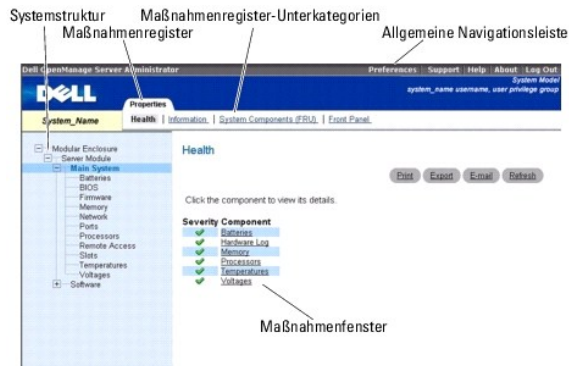 Systemstruktur
Maßnahmenregister-Unterkategorien
Maßnahmenregister
Allgemeine Navigationsleiste
Dell OpenManage Server Administrator
Preferences | Support | Help | About | Log Out
DELL
System Model
system_name username, user privilege group
Properties
System_Name
Health | Information | System Components (FRU) | Front Panel
Modular Enclosure
Server Module
Main System
Batteries
BIOS
Firmware
Memory
Network
Ports
Processors
Remote Access
Slots
Temperatures
Voltages
Software
Health
Print Export E-mail Refresh
Click the component to view its details.
Severity Component
Batteries
Hardware Log
Memory
Processors
Temperatures
Voltages
Maßnahmenfenster